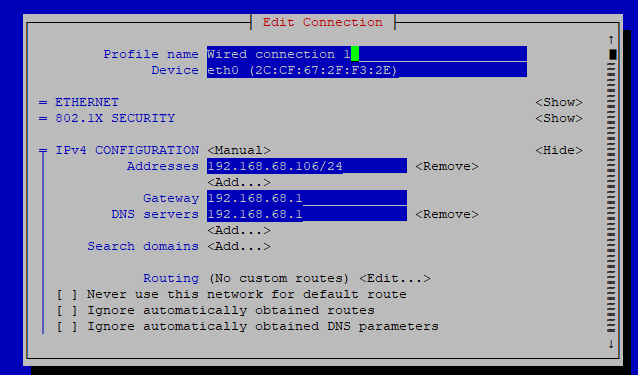 Edit Connection
Profile name Wired connection 1
Device eth0 (2C:CF:67:2F:F3:2E)
= ETHERNET <Show>
= 802.1X SECURITY <Show>
IPv4 CONFIGURATION <Manual> <Hide>
Addresses 192.168.68.106/24 <Remove>
<Add...>
Gateway 192.168.68.1
DNS servers 192.168.68.1 <Remove>
<Add...>
Search domains <Add...>
Routing (No custom routes) <Edit...>
[ ] Never use this network for default route
[ ] Ignore automatically obtained routes
[ ] Ignore automatically obtained DNS parameters